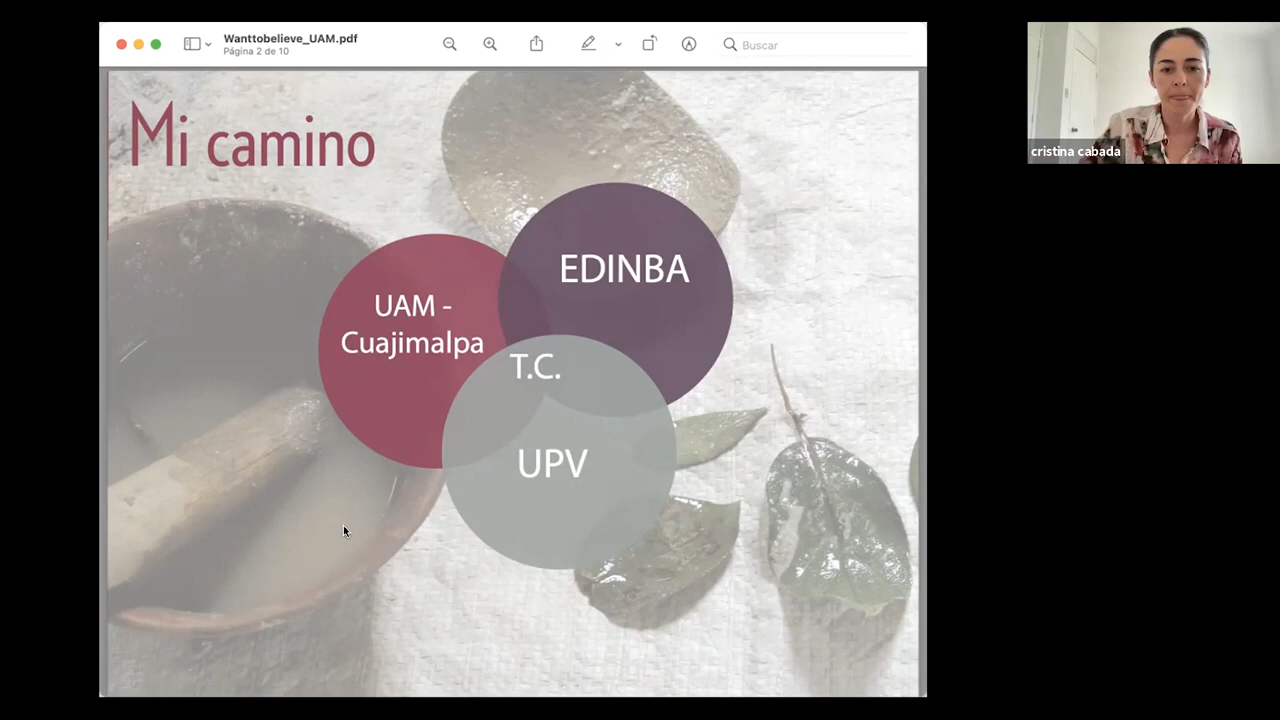 Wanttobelieve_UAM.pdf
Página 2 de 10
Buscar
cristina cabada
Mi camino
EDINBA
UAM -
Cuajimalpa
T.C.
UPV